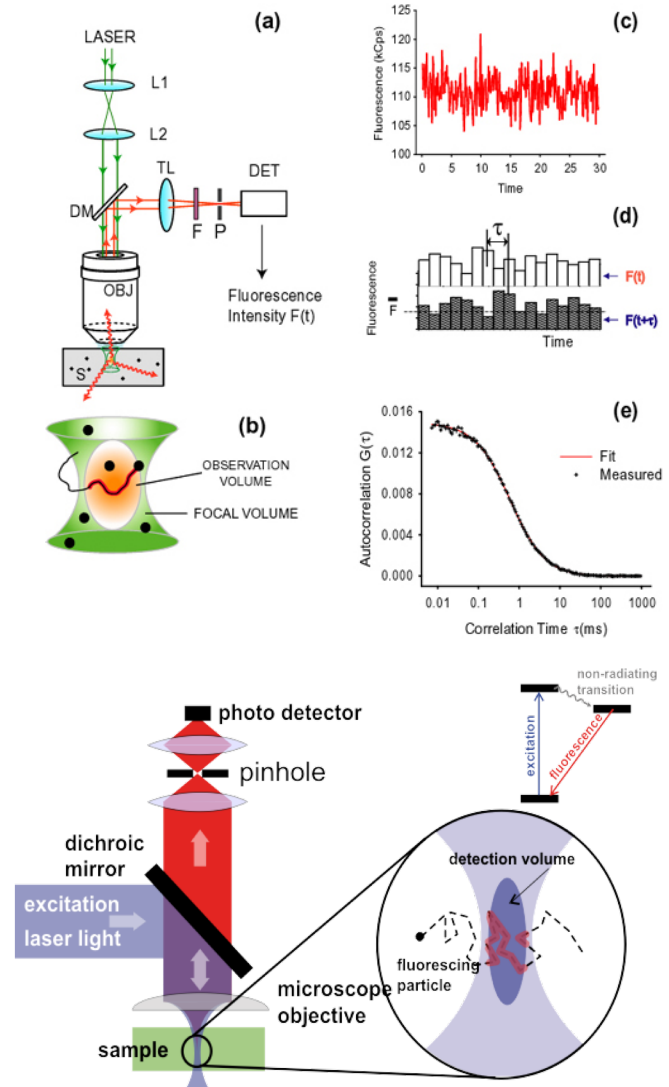 (a)
LASER
L1
L2
TL
DET
DM
F
P
OBJ
Fluorescence
Intensity F(t)
S
(b)
OBSERVATION
VOLUME
FOCAL VOLUME
(c)
Fluorescence (kCps)
125
120
115
110
105
100
0
5
10
15
20
25
30
Time
(d)
τ
Fluorescence
F
F(t)
F(t+τ)
Time
(e)
Autocorrelation G(τ)
0.016
0.012
0.008
0.004
0.000
Fit
Measured
0.01
0.1
1
10
100
1000
Correlation Time τ(ms)
photo detector
pinhole
dichroic
mirror
excitation
laser light
microscope
objective
sample
non-radiating
transition
excitation
fluorescence
detection volume
fluorescing
particle